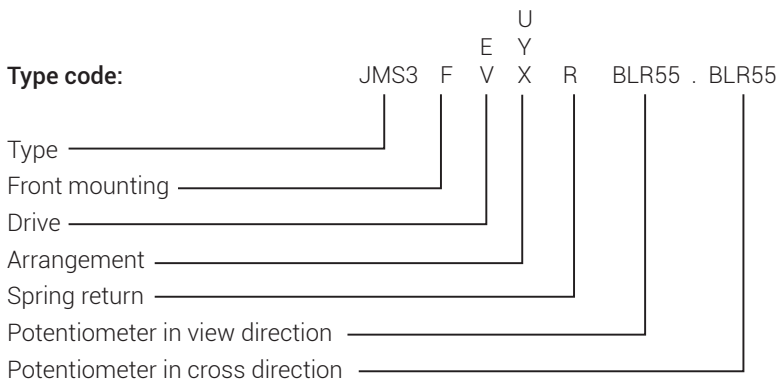 U
E Y
Type code: JMS3 F V X R BLR55 . BLR55
Type
Front mounting
Drive
Arrangement
Spring return
Potentiometer in view direction
Potentiometer in cross direction